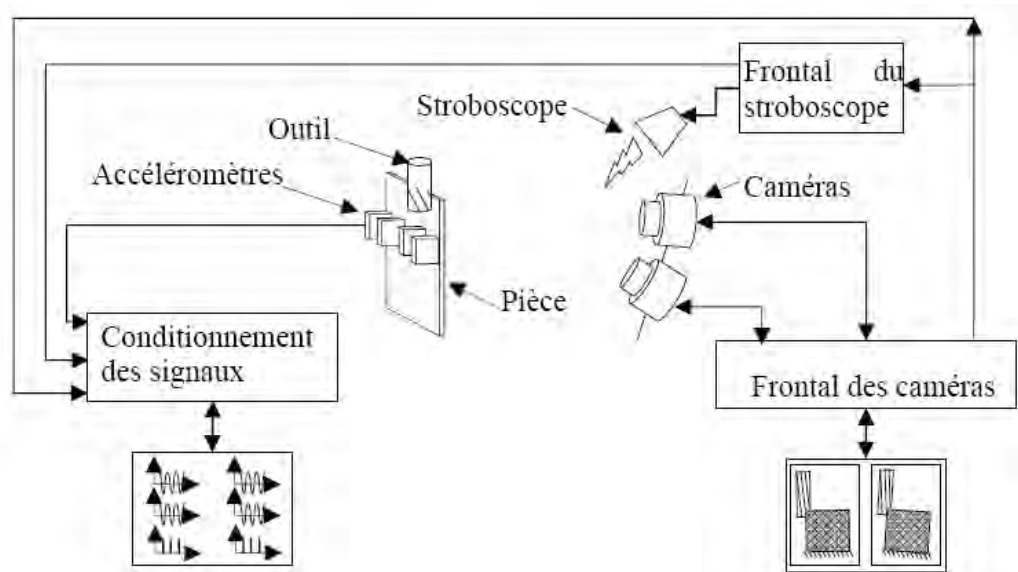 Frontal du
stroboscope
Stroboscope
Outil
Accéléromètres
Caméras
Pièce
Conditionnement
des signaux
Frontal des caméras